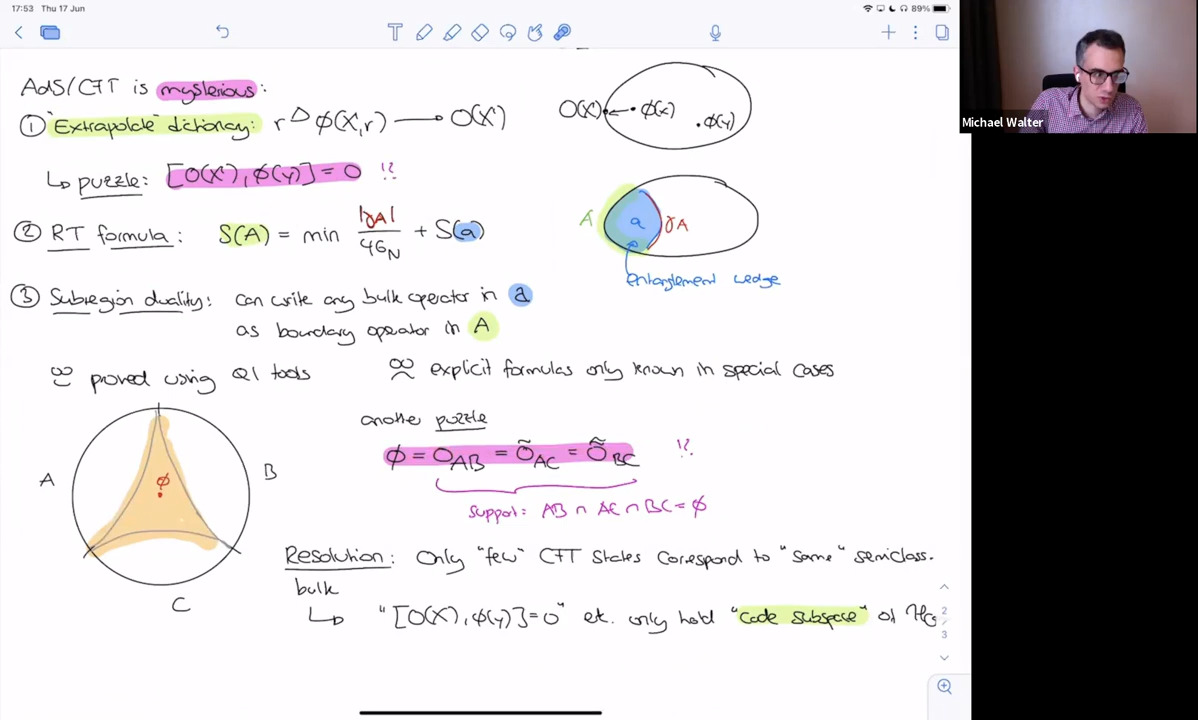 17:53 Thu 17 Jun
89%
AdS/CFT is mysterious:
① "Extrapolate" dictionary: r^Δ φ(X,r) → O(X)
O(X) ← φ(x)
φ(y)
↳ puzzle: [O(X), φ(y)] = 0 !?
② RT formula: S(A) = min |γA| / 4G_N + S(a)
A a γA
entanglement wedge
③ Subregion duality: can write any bulk operator in a
as boundary operator in A
proved using QI tools
explicit formulas only known in special cases
another puzzle
φ = O_AB = Õ_AC = Õ̃_BC !?
support: AB ∩ AC ∩ BC = ∅
A
B
φ
C
Resolution: Only "few" CFT states correspond to "same" semiclass.
bulk
↳ "[O(X), φ(y)] = 0" etc. only hold "code subspace" of
2
/
3
Michael Walter